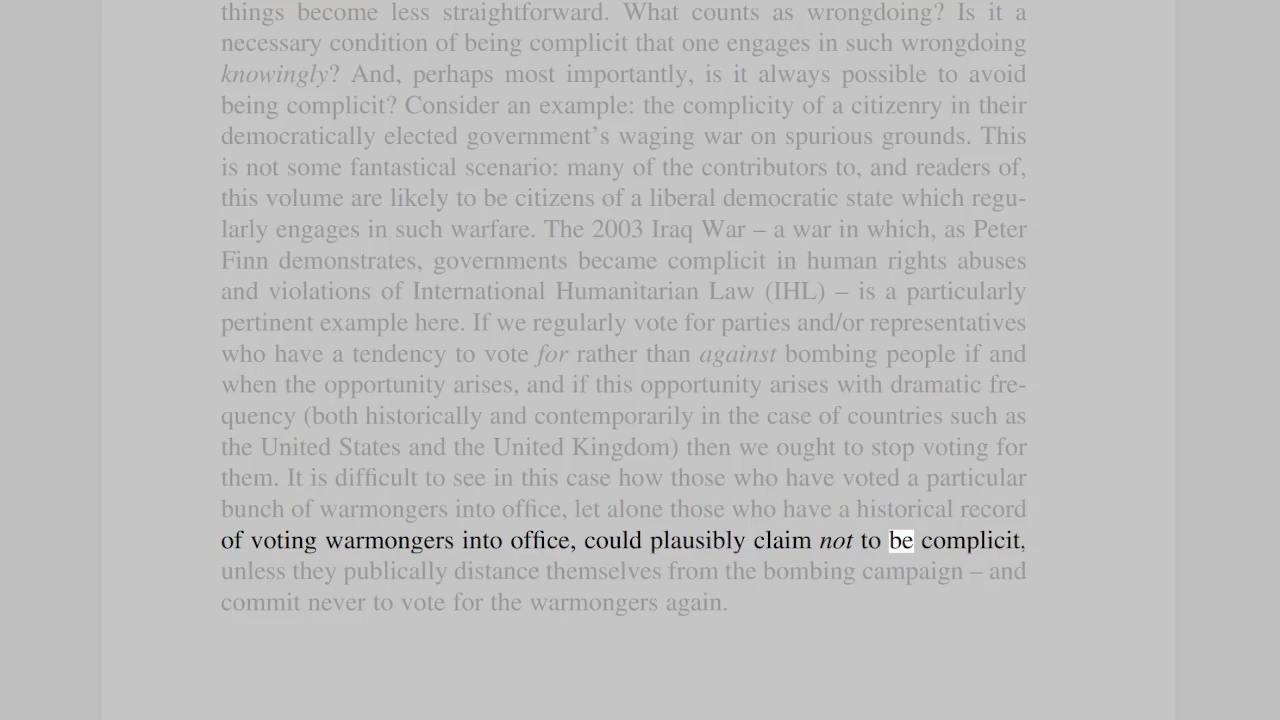 things become less straightforward. What counts as wrongdoing? Is it a
necessary condition of being complicit that one engages in such wrongdoing
knowingly? And, perhaps most importantly, is it always possible to avoid
being complicit? Consider an example: the complicity of a citizenry in their
democratically elected government's waging war on spurious grounds. This
is not some fantastical scenario: many of the contributors to, and readers of,
this volume are likely to be citizens of a liberal democratic state which regu-
larly engages in such warfare. The 2003 Iraq War – a war in which, as Peter
Finn demonstrates, governments became complicit in human rights abuses
and violations of International Humanitarian Law (IHL) – is a particularly
pertinent example here. If we regularly vote for parties and/or representatives
who have a tendency to vote for rather than against bombing people if and
when the opportunity arises, and if this opportunity arises with dramatic fre-
quency (both historically and contemporarily in the case of countries such as
the United States and the United Kingdom) then we ought to stop voting for
them. It is difficult to see in this case how those who have voted a particular
bunch of warmongers into office, let alone those who have a historical record
of voting warmongers into office, could plausibly claim not to be complicit,
unless they publically distance themselves from the bombing campaign – and
commit never to vote for the warmongers again.